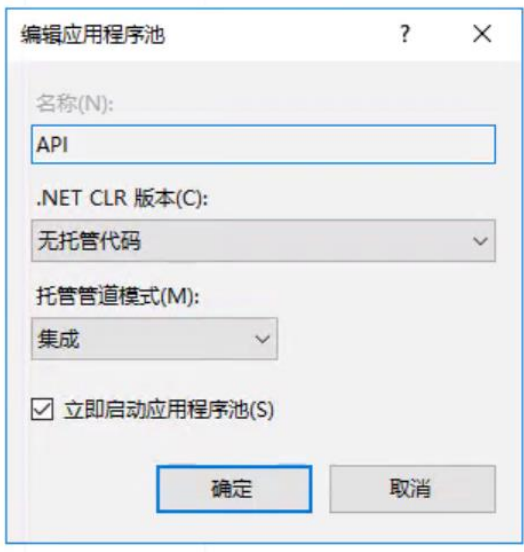 编辑应用程序池
?
名称(N):
API
.NET CLR 版本(C):
无托管代码
托管管道模式(M):
集成
立即启动应用程序池(S)
确定 取消